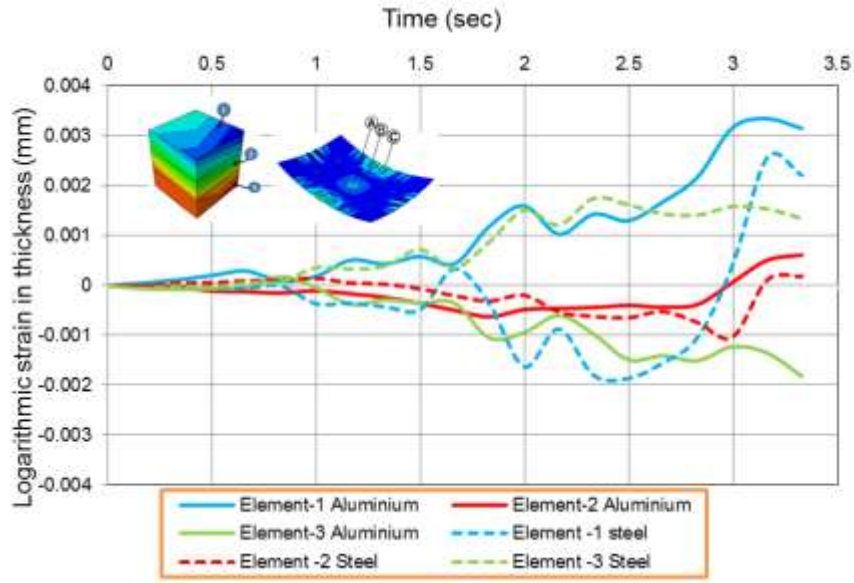 Time (sec)
0 0.5 1 1.5 2 2.5 3 3.5
Logarithmic strain in thickness (mm)
0.004
0.003
0.002
0.001
0
-0.001
-0.002
-0.003
-0.004
A
C
Element-1 Aluminium
Element-2 Aluminium
Element-3 Aluminium
Element -1 steel
Element -2 Steel
Element -3 Steel